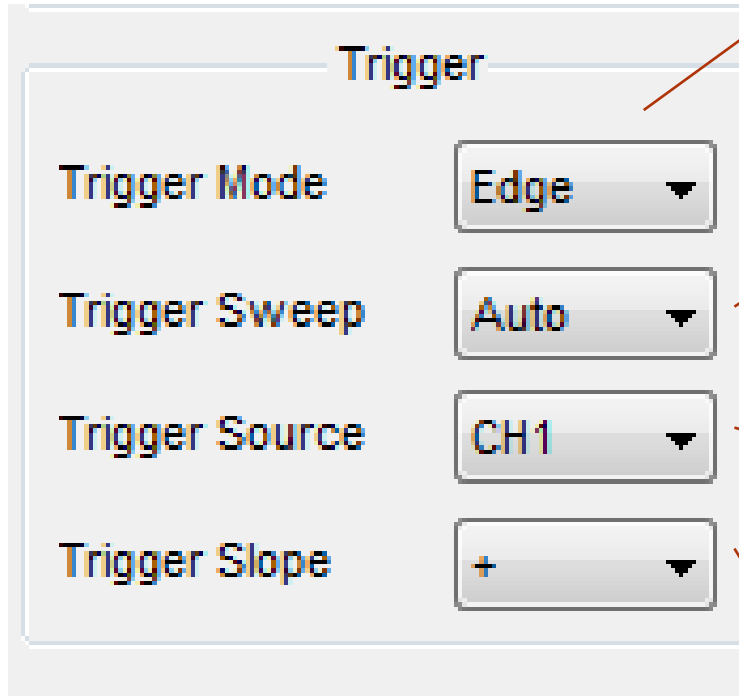 Trigger
Trigger Mode Edge
Trigger Sweep Auto
Trigger Source CH1
Trigger Slope +